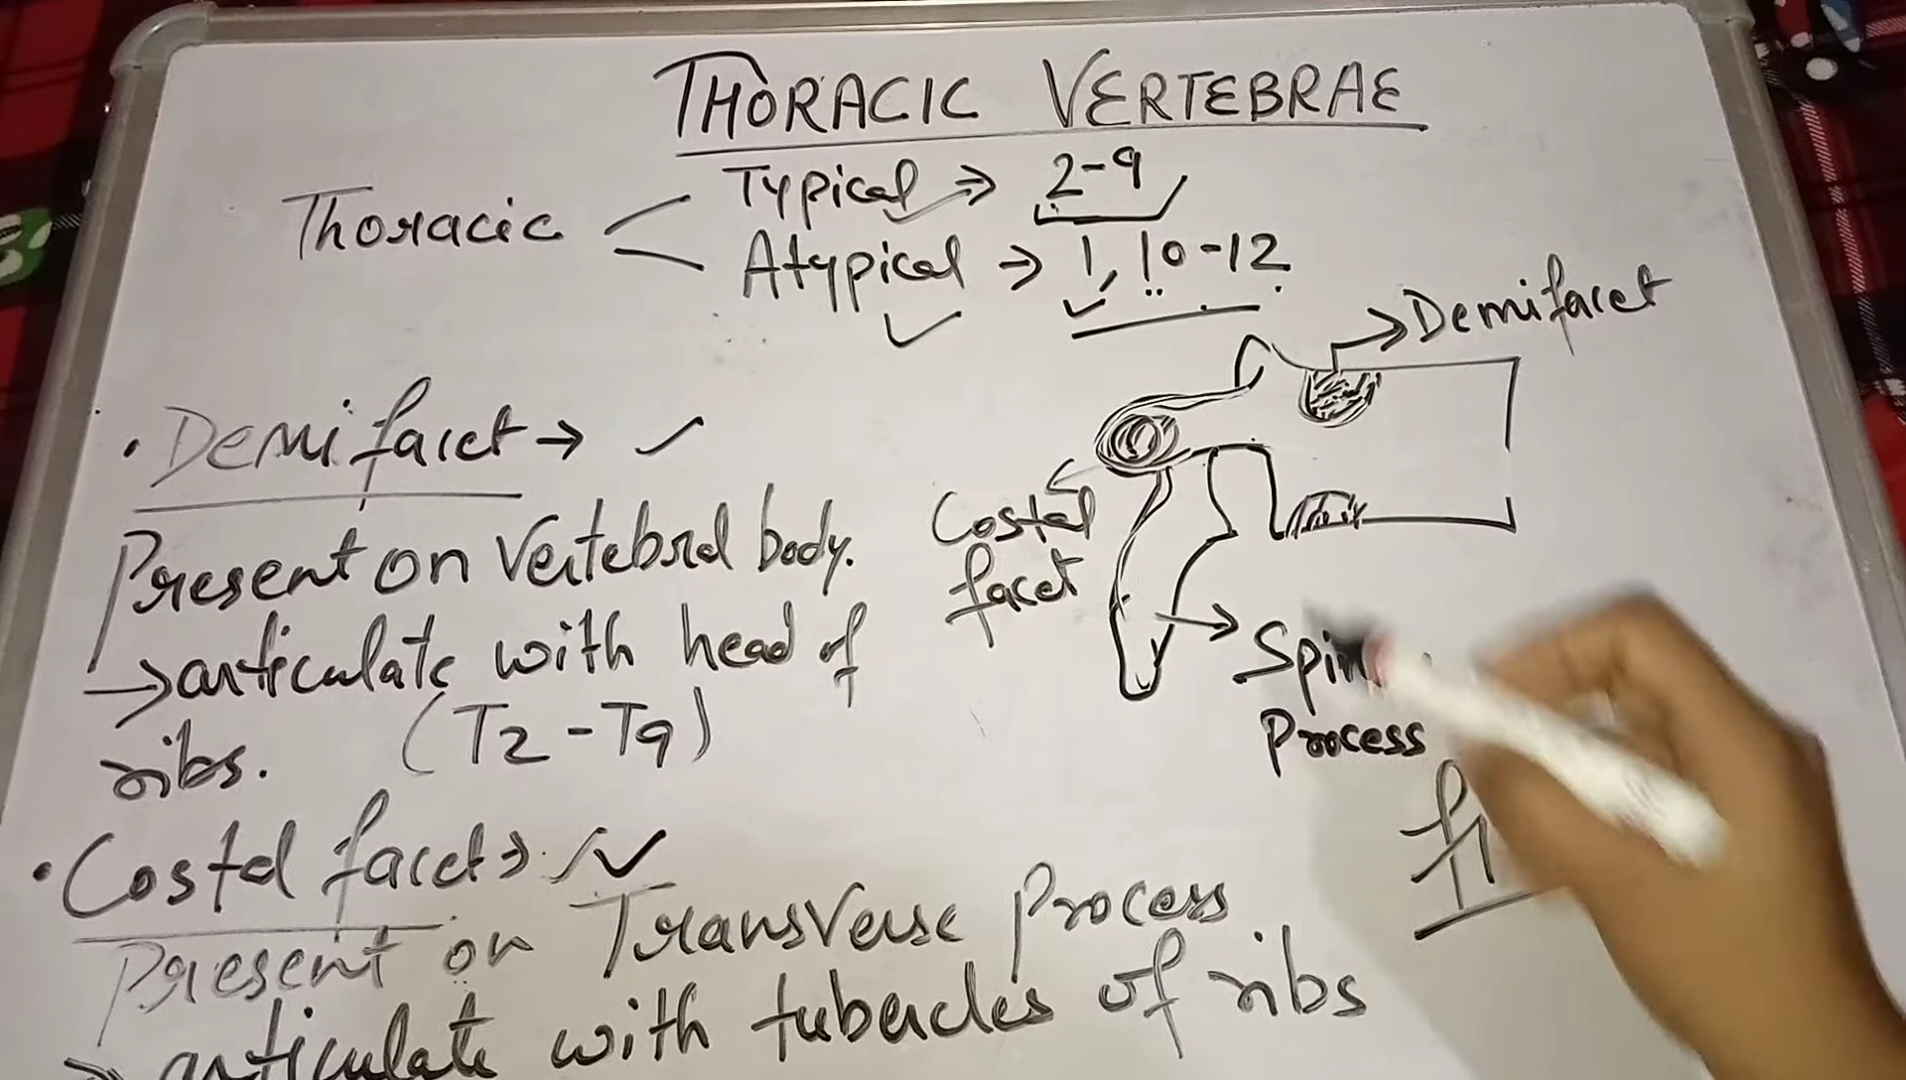 THORACIC VERTEBRAE
Thoracic
Typical → 2-9
Atypical → 1, 10-12
→ Demifacet
• Demifacet →
Present on Vertebral body.
→ articulate with head of
ribs. (T2 - T9)
Costal
facet
→
Process
• Costal facet →
Present on Transverse Process
→ articulate with tubercles of ribs